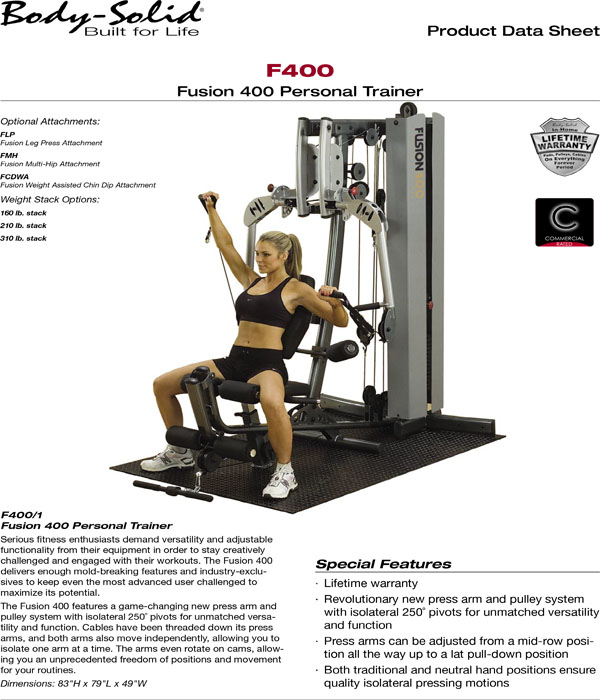 Body-Solid®
Built for Life
Product Data Sheet
F400
Fusion 400 Personal Trainer
Optional Attachments:
FLP
Fusion Leg Press Attachment
FMH
Fusion Multi-Hip Attachment
FCDWA
Fusion Weight Assisted Chin Dip Attachment
Weight Stack Options:
160 lb. stack
210 lb. stack
310 lb. stack
FUSION 400
Body-Solid
In Home
LIFETIME
WARRANTY
Pads, Pulleys, Cables
On Everything
Forever
Period
C
COMMERCIAL
RATED
F400/1
Fusion 400 Personal Trainer
Serious fitness enthusiasts demand versatility and adjustable
functionality from their equipment in order to stay creatively
challenged and engaged with their workouts. The Fusion 400
delivers enough mold-breaking features and industry-exclu-
sives to keep even the most advanced user challenged to
maximize its potential.
The Fusion 400 features a game-changing new press arm and
pulley system with isolateral 250˚ pivots for unmatched versa-
tility and function. Cables have been threaded down its press
arms, and both arms also move independently, allowing you to
isolate one arm at a time. The arms even rotate on cams, allow-
ing you an unprecedented freedom of positions and movement
for your routines.
Dimensions: 83"H x 79"L x 49"W
Special Features
· Lifetime warranty
· Revolutionary new press arm and pulley system
with isolateral 250˚ pivots for unmatched versatility
and function
· Press arms can be adjusted from a mid-row posi-
tion all the way up to a lat pull-down position
· Both traditional and neutral hand positions ensure
quality isolateral pressing motions